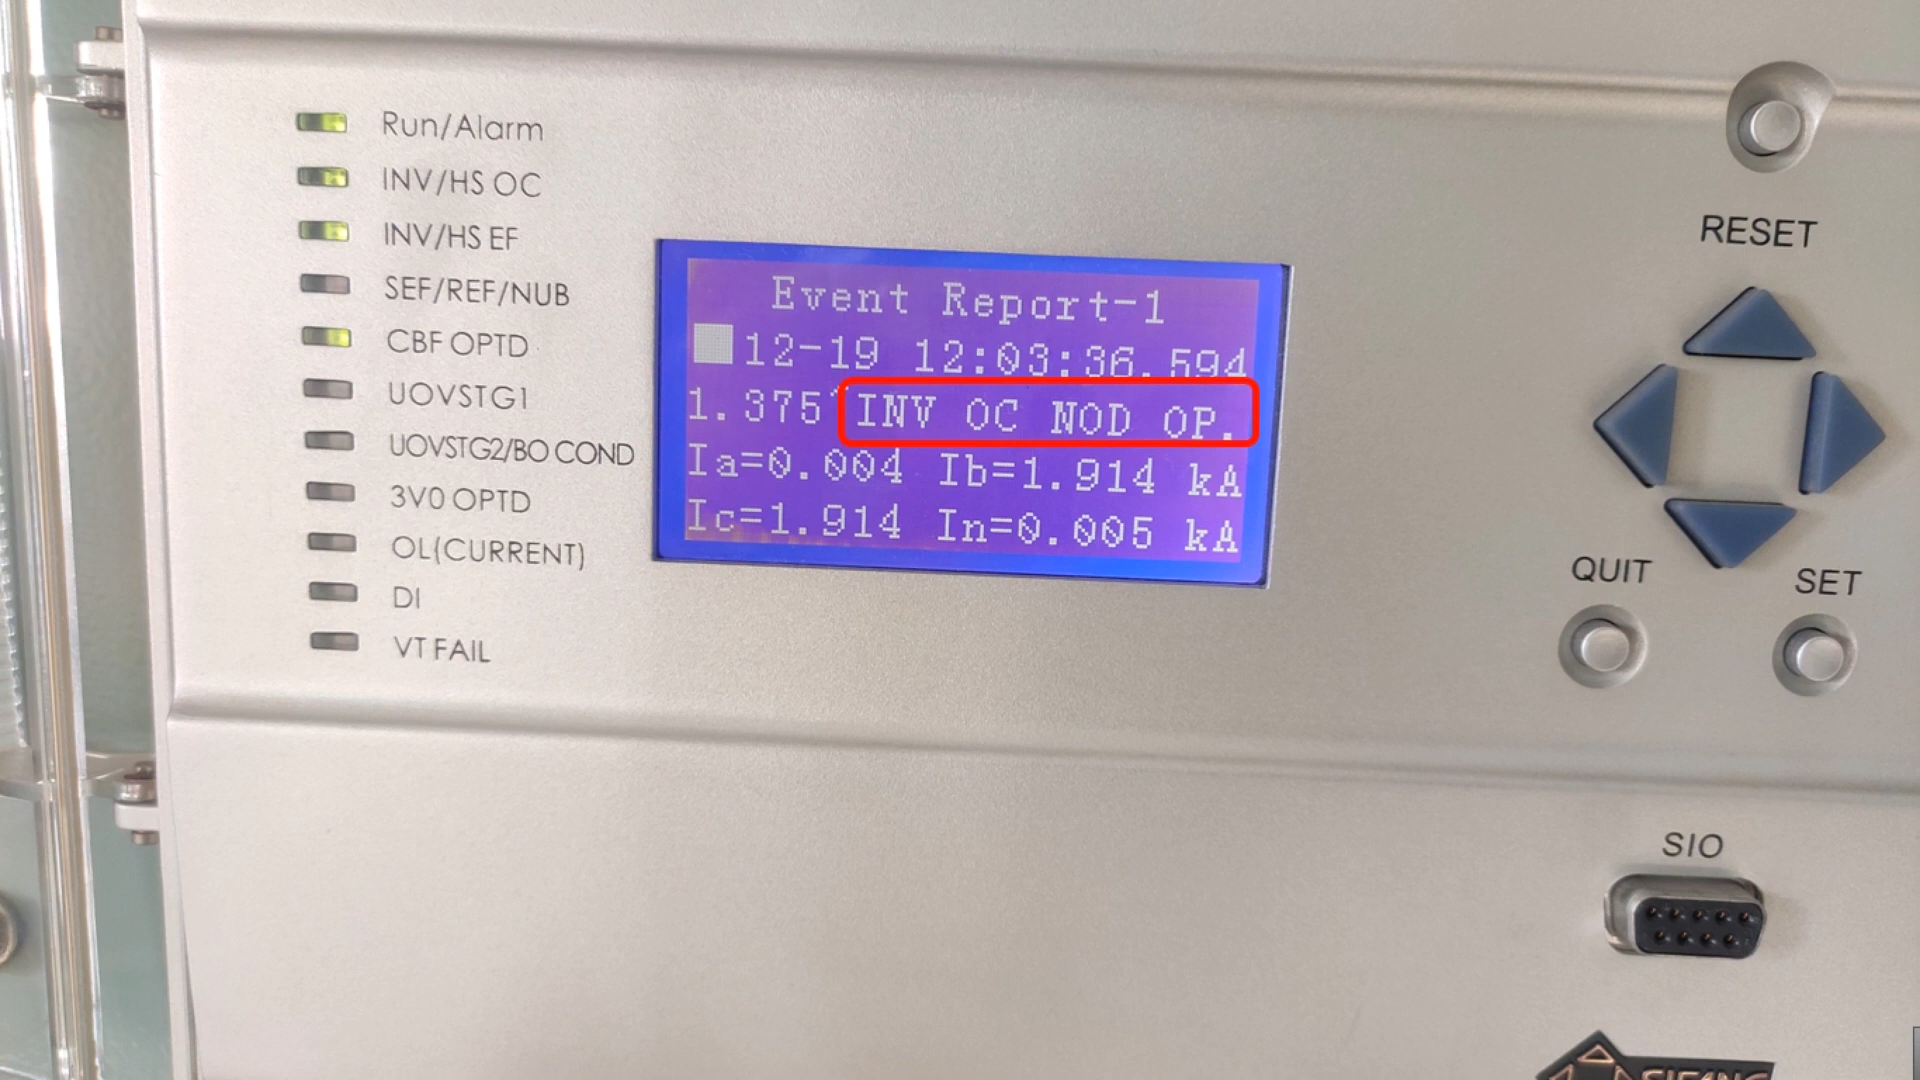 Run/Alarm
INV/HS OC
INV/HS EF
SEF/REF/NUB
CBF OPTD
UOVSTG1
UOVSTG2/BO COND
3V0 OPTD
OL(CURRENT)
DI
VT FAIL
Event Report-1
12-19 12:03:36.594
1.375 INV OC NOD OP.
Ia=0.004 Ib=1.914 kA
Ic=1.914 In=0.005 kA
RESET
QUIT
SET
SIO